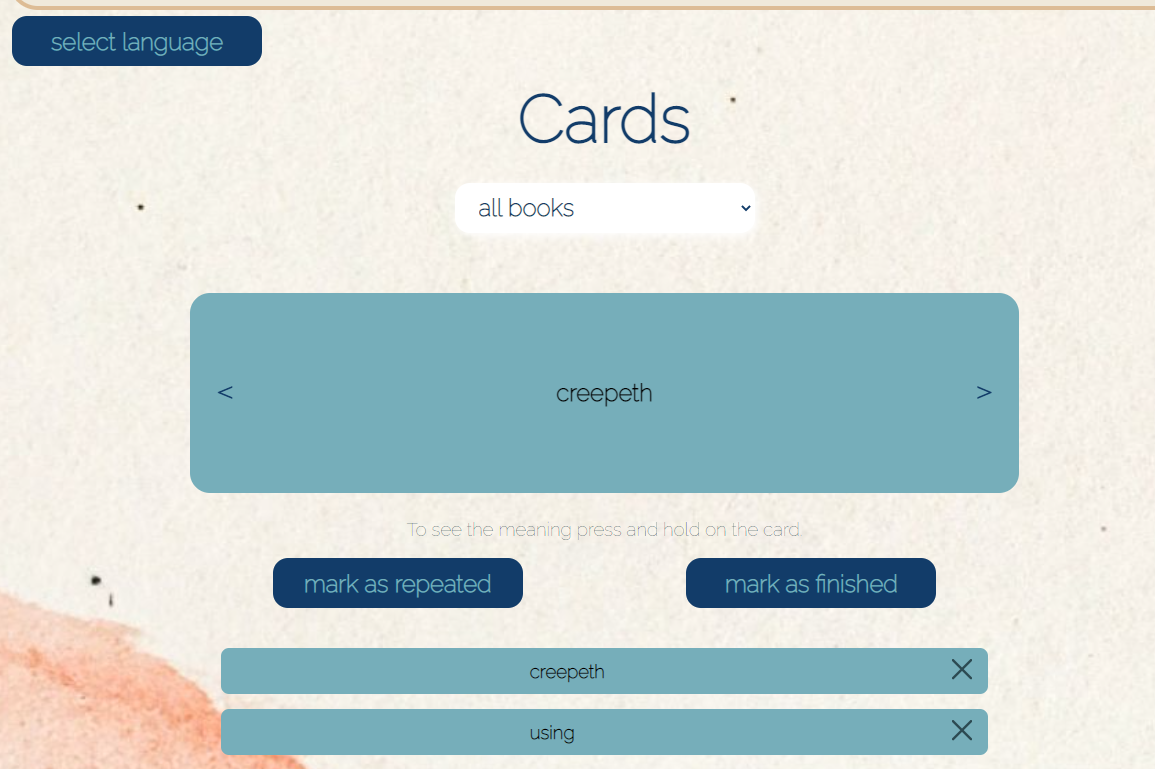 select language
Cards
all books
< creepeth >
To see the meaning press and hold on the card.
mark as repeated mark as finished
creepeth
using